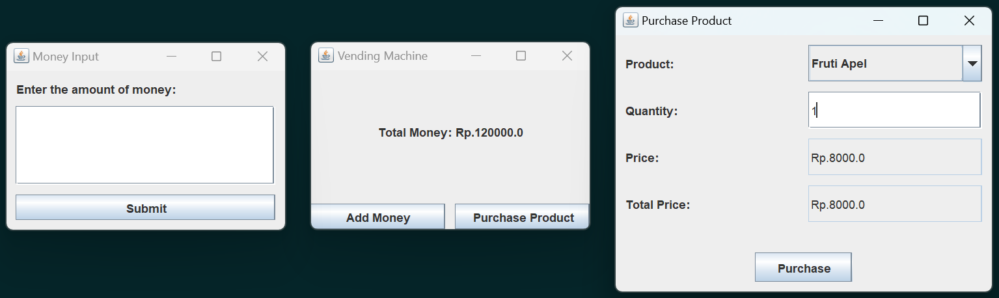 Money Input
Enter the amount of money:
Submit
Vending Machine
Total Money: Rp.120000.0
Add Money
Purchase Product
Purchase Product
Product:
Fruti Apel
Quantity:
1
Price:
Rp.8000.0
Total Price:
Rp.8000.0
Purchase